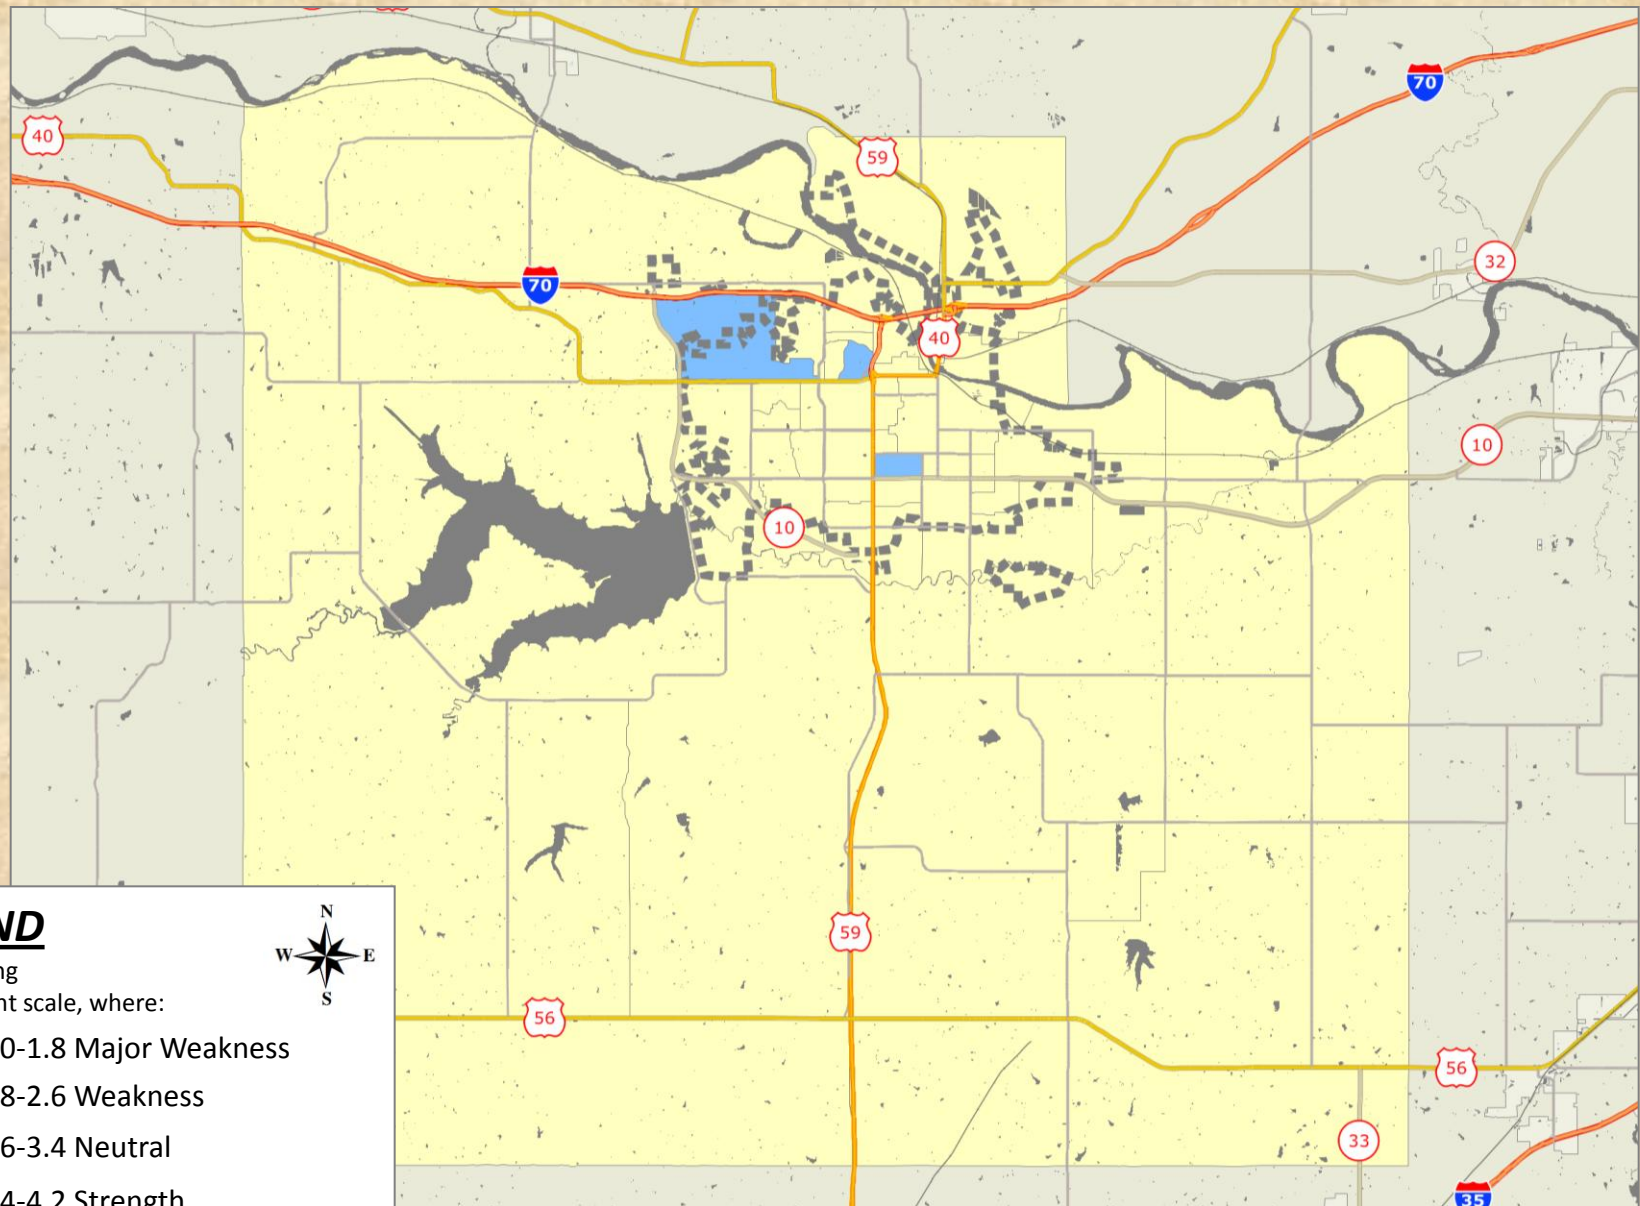 70
40
59
32
40
70
10
10
59
56
56
33
35
ND
N
W E
S
ng
nt scale, where:
0-1.8 Major Weakness
8-2.6 Weakness
6-3.4 Neutral
4-4.2 Strength